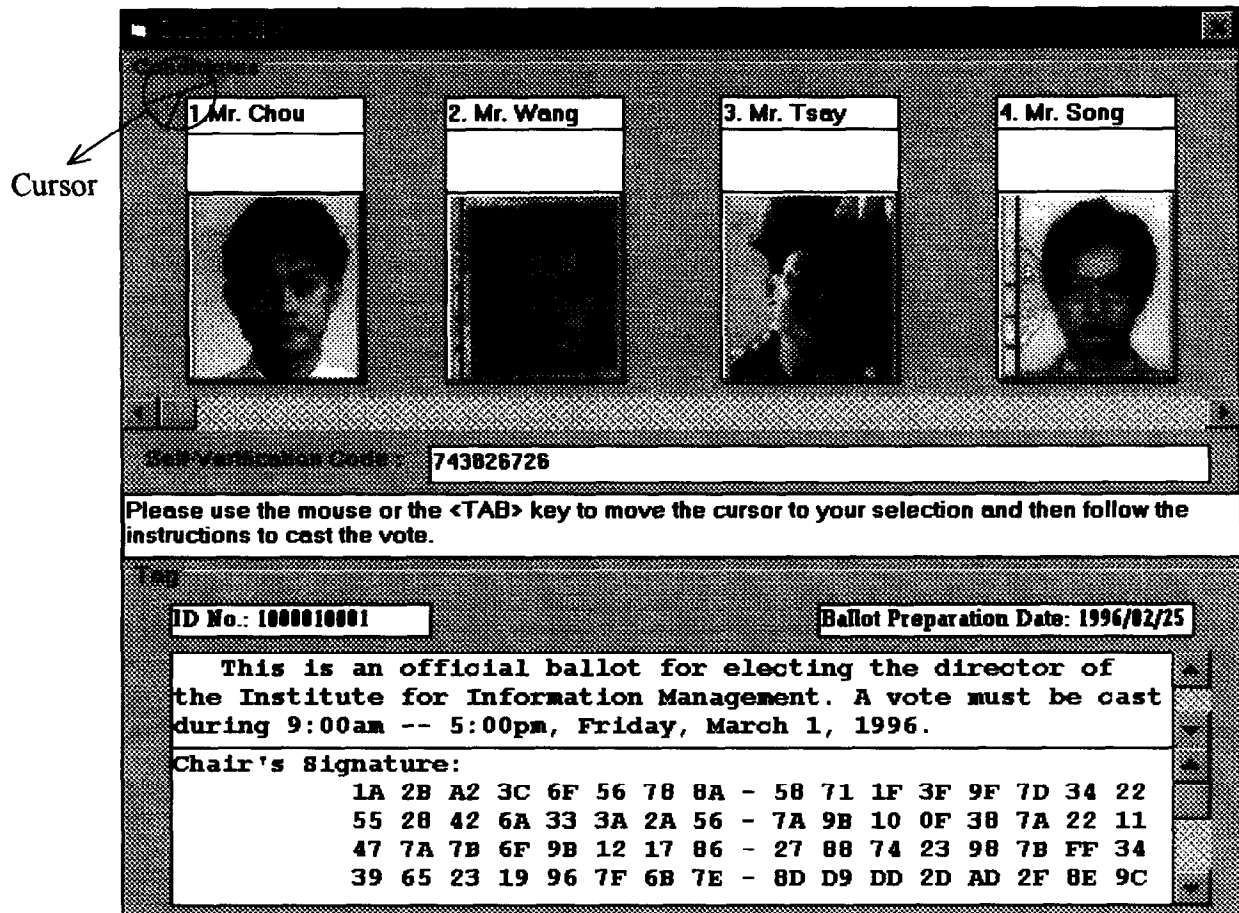 Candidates
1. Mr. Chou
2. Mr. Wang
3. Mr. Tsay
4. Mr. Song
Cursor
Self-Verification Code :
743826726
Please use the mouse or the <TAB> key to move the cursor to your selection and then follow the
instructions to cast the vote.
Tag
ID No.: 1000010001
Ballot Preparation Date: 1996/02/25
This is an official ballot for electing the director of
the Institute for Information Management. A vote must be cast
during 9:00am -- 5:00pm, Friday, March 1, 1996.
Chair's Signature:
1A 2B A2 3C 6F 56 78 8A - 58 71 1F 3F 9F 7D 34 22
55 28 42 6A 33 3A 2A 56 - 7A 9B 10 0F 38 7A 22 11
47 7A 7B 6F 9B 12 17 86 - 27 88 74 23 98 7B FF 34
39 65 23 19 96 7F 6B 7E - 8D D9 DD 2D AD 2F 8E 9C